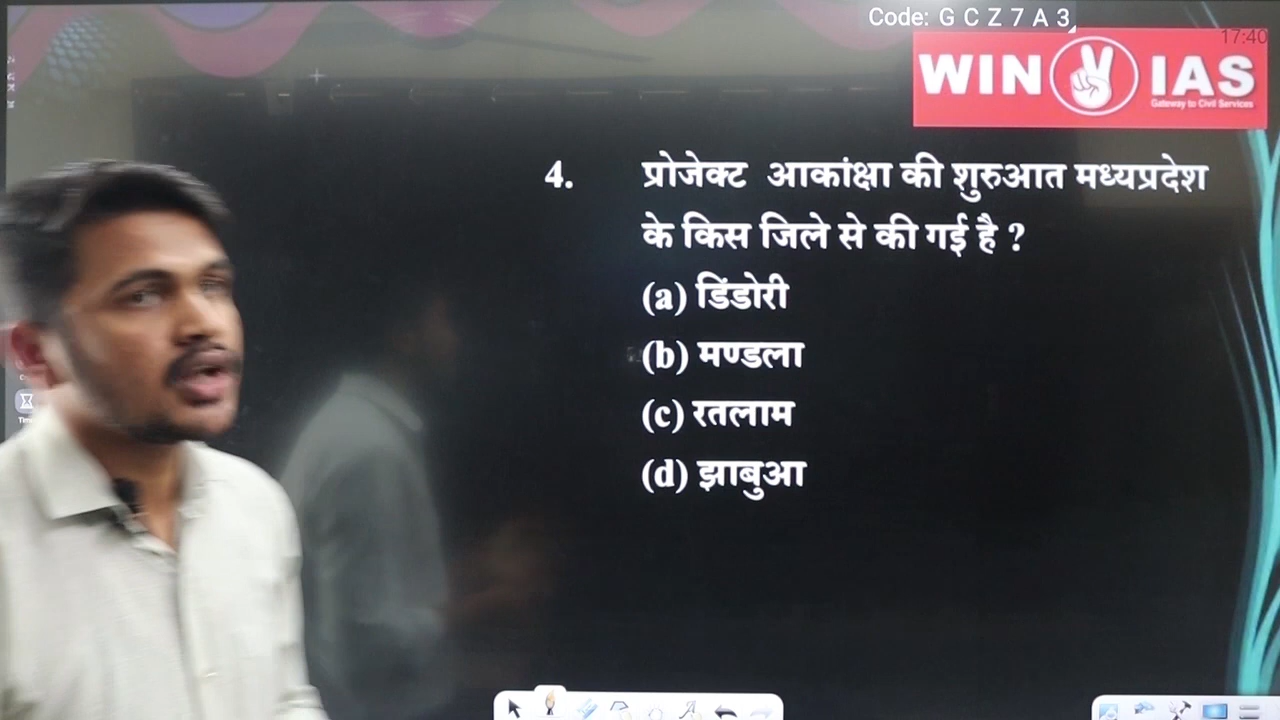 Code: G C Z 7 A 3
17:40
WIN IAS
Gateway to Civil Services
4. प्रोजेक्ट आकांक्षा की शुरुआत मध्यप्रदेश
के किस जिले से की गई है ?
(a) डिंडोरी
(b) मण्डला
(c) रतलाम
(d) झाबुआ